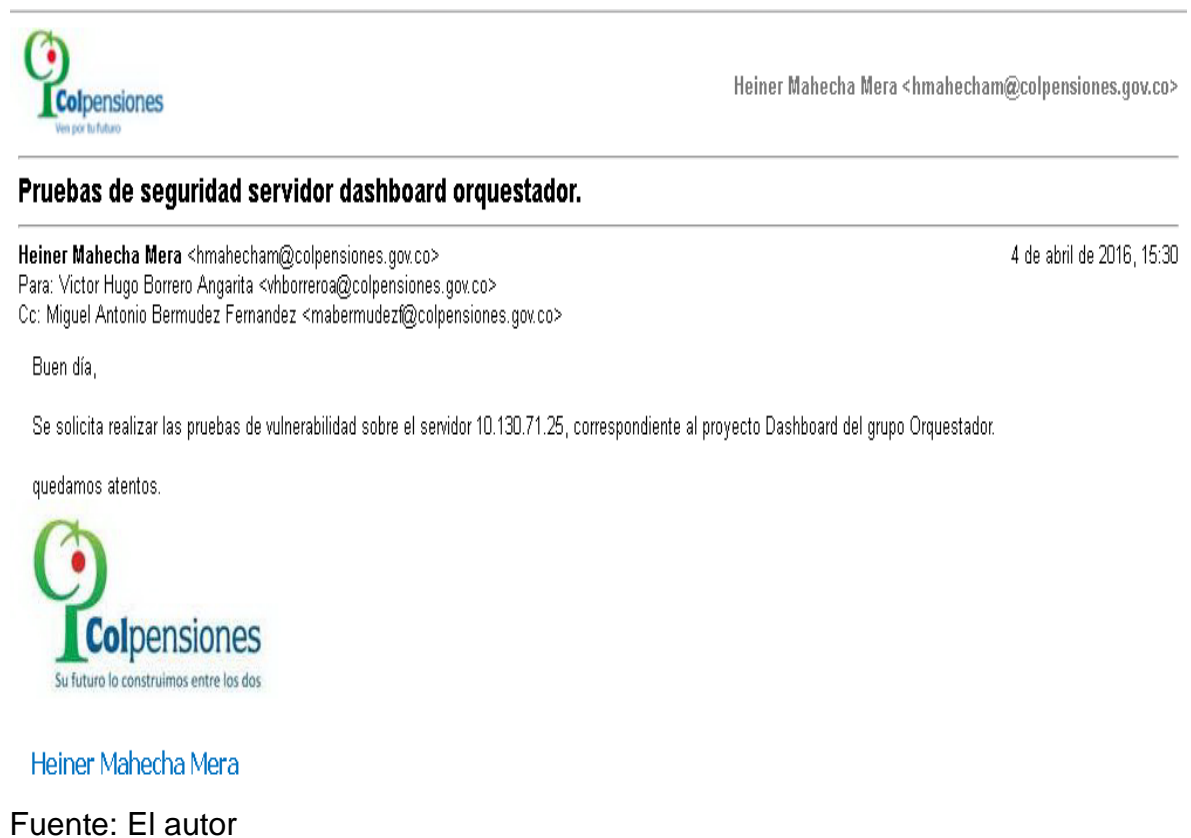 Colpensiones
Ven por tu futuro
Heiner Mahecha Mera <hmahecham@colpensiones.gov.co>
Pruebas de seguridad servidor dashboard orquestador.
Heiner Mahecha Mera <hmahecham@colpensiones.gov.co>
4 de abril de 2016, 15:30
Para: Victor Hugo Borrero Angarita <vhborreroa@colpensiones.gov.co>
Cc: Miguel Antonio Bermudez Fernandez <mabermudezf@colpensiones.gov.co>
Buen día,
Se solicita realizar las pruebas de vulnerabilidad sobre el servidor 10.130.71.25, correspondiente al proyecto Dashboard del grupo Orquestador.
quedamos atentos.
Colpensiones
Su futuro lo construimos entre los dos
Heiner Mahecha Mera
Fuente: El autor